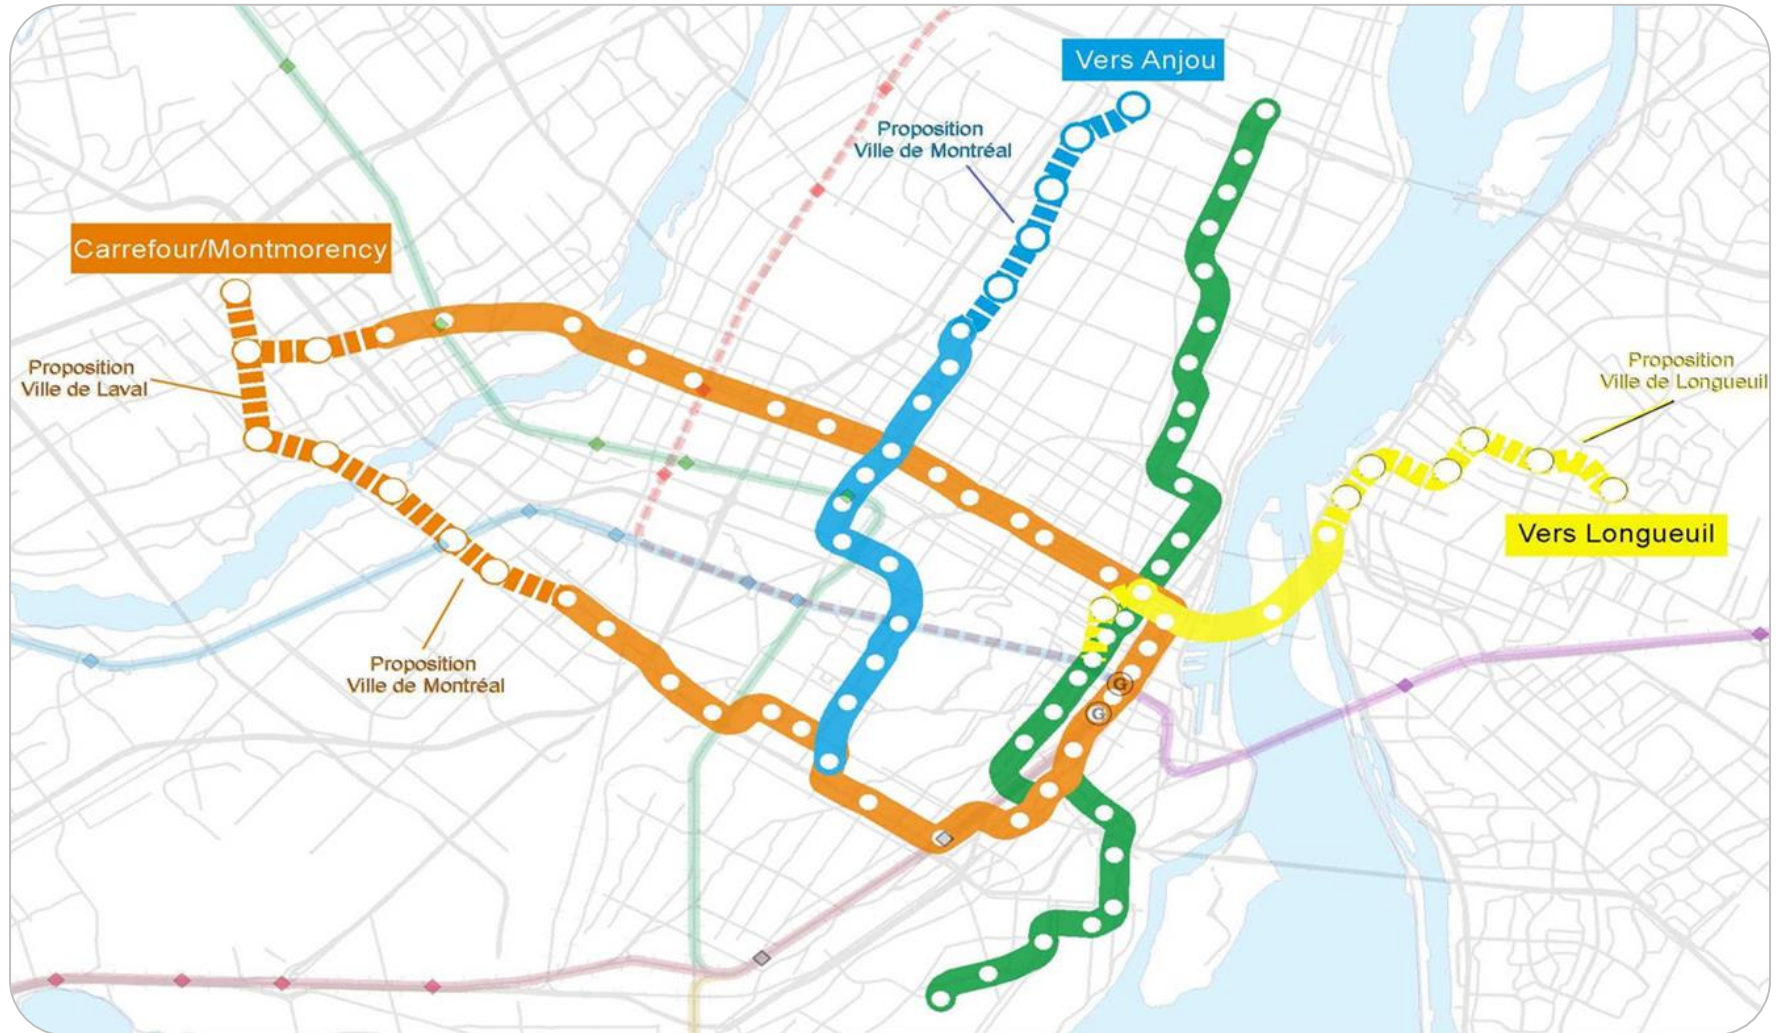 Vers Anjou
Proposition
Ville de Montréal
Carrefour/Montmorency
Proposition
Ville de Laval
Proposition
Ville de Longueuil
Vers Longueuil
Proposition
Ville de Montréal
G
G